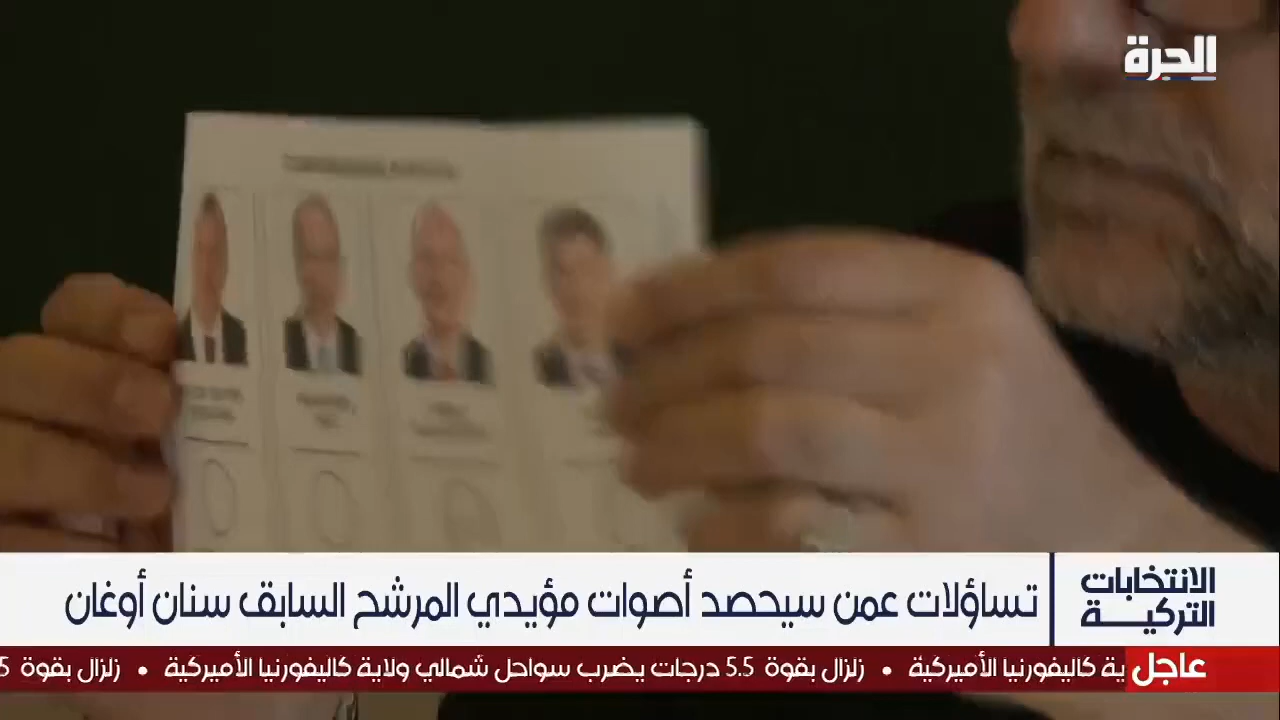 الحرة
الانتخابات
التركية
تساؤلات عمن سيحصد أصوات مؤيدي المرشح السابق سنان أوغان
عاجل
ية كاليفورنيا الأميركية • زلزال بقوة 5.5 درجات يضرب سواحل شمالي ولاية كاليفورنيا الأميركية • زلزال بقوة 5